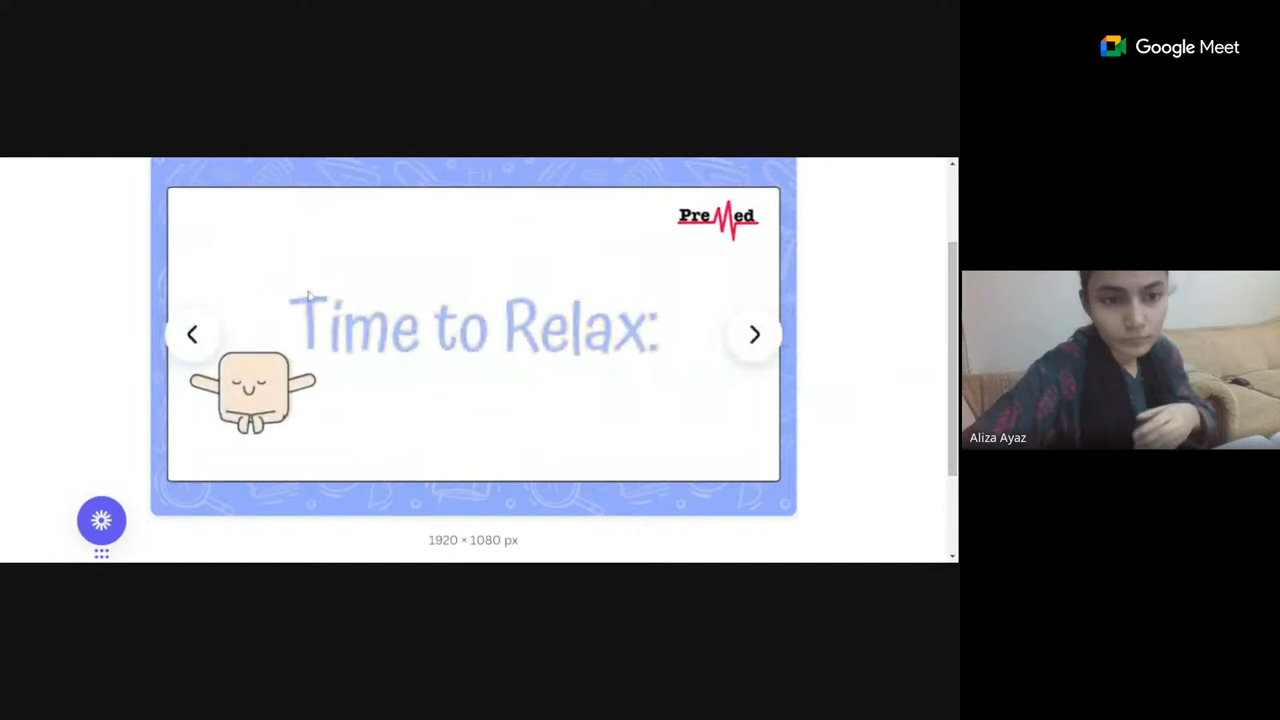 Google Meet
PreMed
Time to Relax:
Aliza Ayaz
1920 × 1080 px